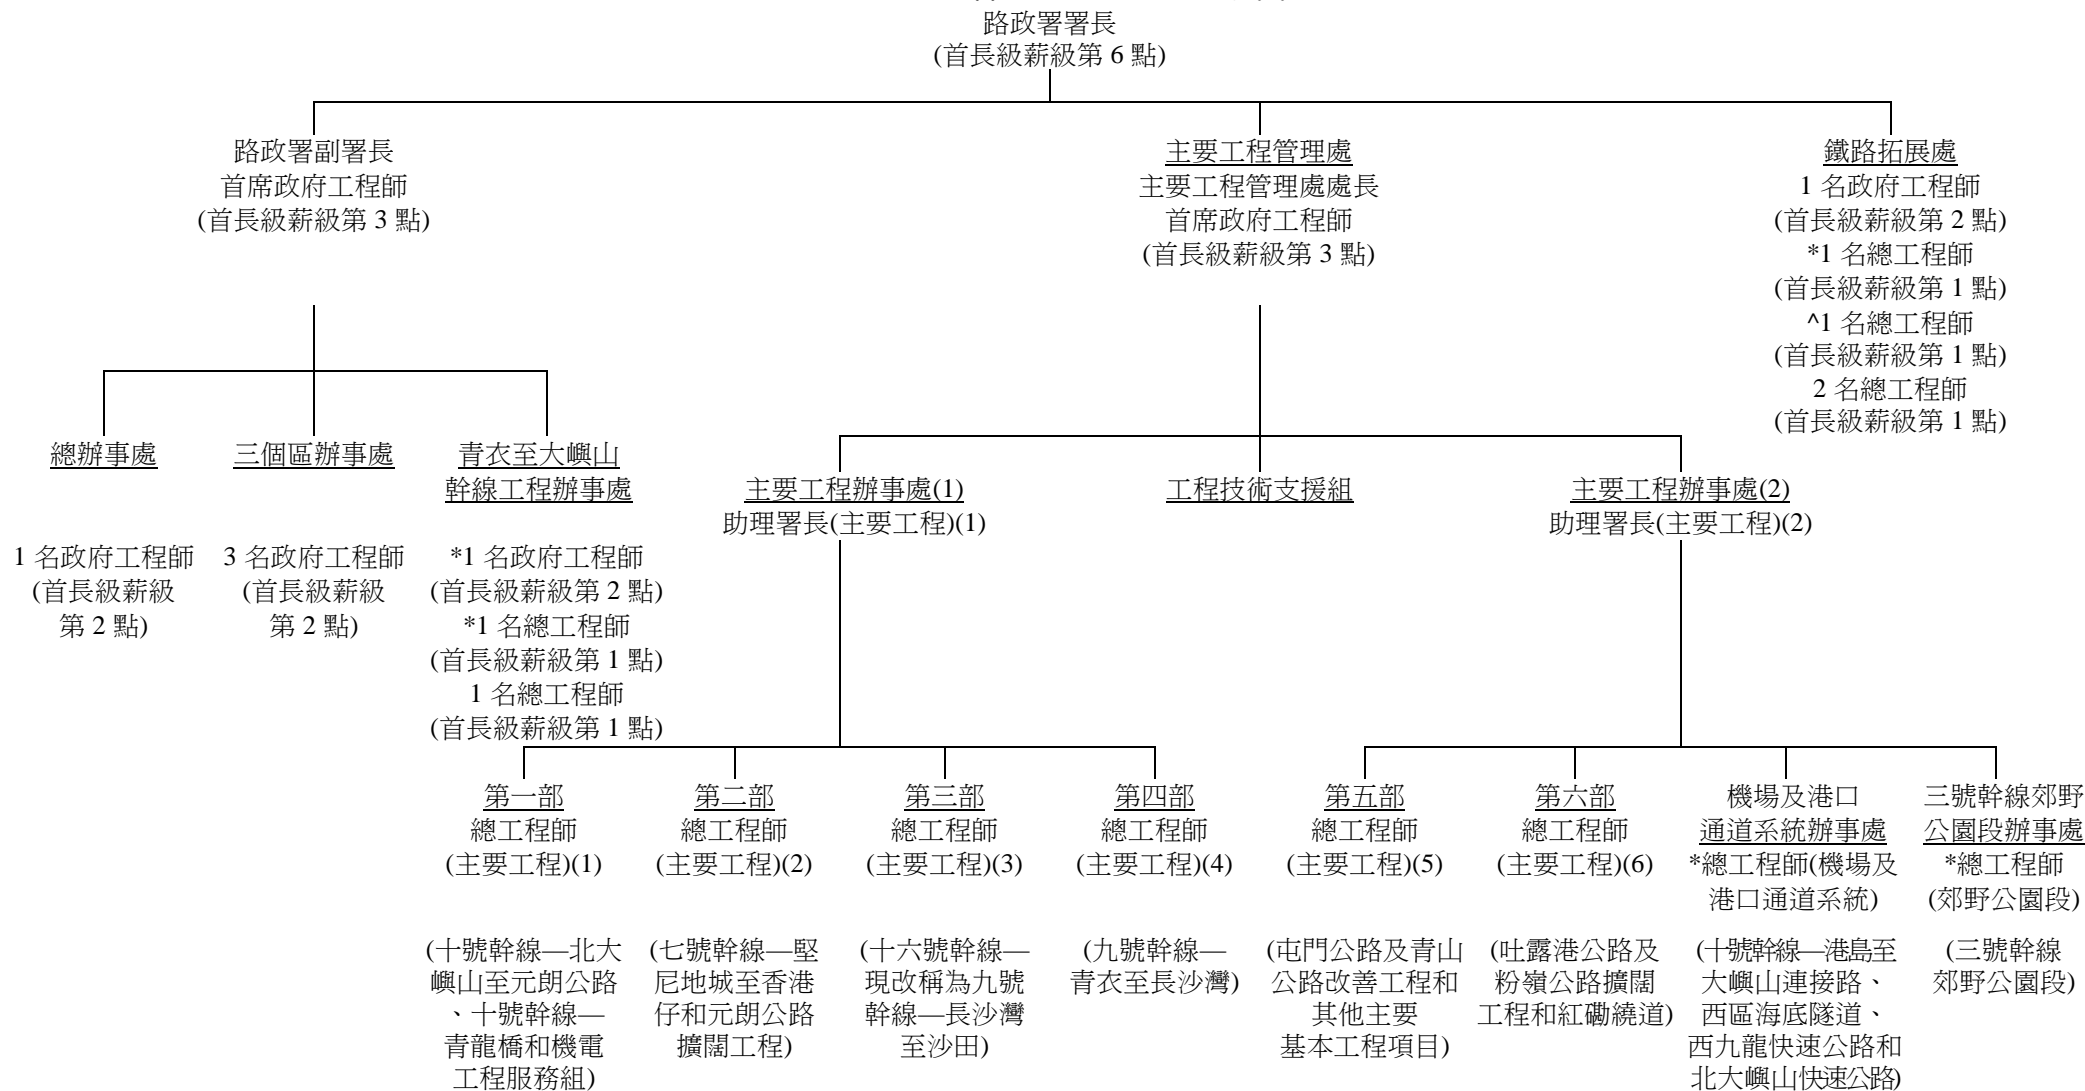 路政署署長
(首長級薪級第 6 點)
路政署副署長
首席政府工程師
(首長級薪級第 3 點)
主要工程管理處
主要工程管理處處長
首席政府工程師
(首長級薪級第 3 點)
鐵路拓展處
1 名政府工程師
(首長級薪級第 2 點)
*1 名總工程師
(首長級薪級第 1 點)
^1 名總工程師
(首長級薪級第 1 點)
2 名總工程師
(首長級薪級第 1 點)
總辦事處
1 名政府工程師
(首長級薪級
第 2 點)
三個區辦事處
3 名政府工程師
(首長級薪級
第 2 點)
青衣至大嶼山
幹線工程辦事處
*1 名政府工程師
(首長級薪級第 2 點)
*1 名總工程師
(首長級薪級第 1 點)
1 名總工程師
(首長級薪級第 1 點)
主要工程辦事處(1)
助理署長(主要工程)(1)
工程技術支援組
主要工程辦事處(2)
助理署長(主要工程)(2)
第一部
總工程師
(主要工程)(1)
(十號幹線—北大
嶼山至元朗公路
、十號幹線—
青龍橋和機電
工程服務組)
第二部
總工程師
(主要工程)(2)
(七號幹線—堅
尼地城至香港
仔和元朗公路
擴闊工程)
第三部
總工程師
(主要工程)(3)
(十六號幹線—
現改稱為九號
幹線—長沙灣
至沙田)
第四部
總工程師
(主要工程)(4)
(九號幹線—
青衣至長沙灣)
第五部
總工程師
(主要工程)(5)
(屯門公路及青山
公路改善工程和
其他主要
基本工程項目)
第六部
總工程師
(主要工程)(6)
(吐露港公路及
粉嶺公路擴闊
工程和紅磡繞道)
機場及港口
通道系統辦事處
*總工程師(機場及
港口通道系統)
(十號幹線—港島至
大嶼山連接路、
西區海底隧道、
西九龍快速公路和
北大嶼山快速公路)
三號幹線郊野
公園段辦事處
*總工程師
(郊野公園段)
(三號幹線
郊野公園段)